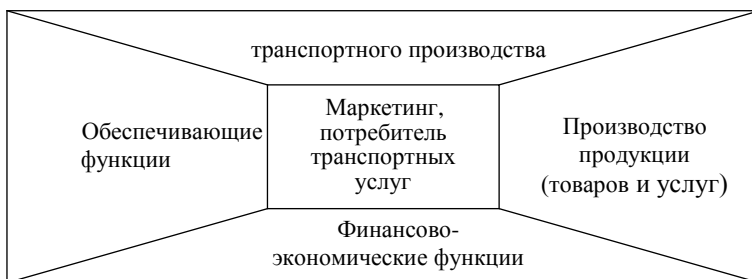 транспортного производства
Обеспечивающие
функции
Маркетинг,
потребитель
транспортных
услуг
Производство
продукции
(товаров и услуг)
Финансово-
экономические функции